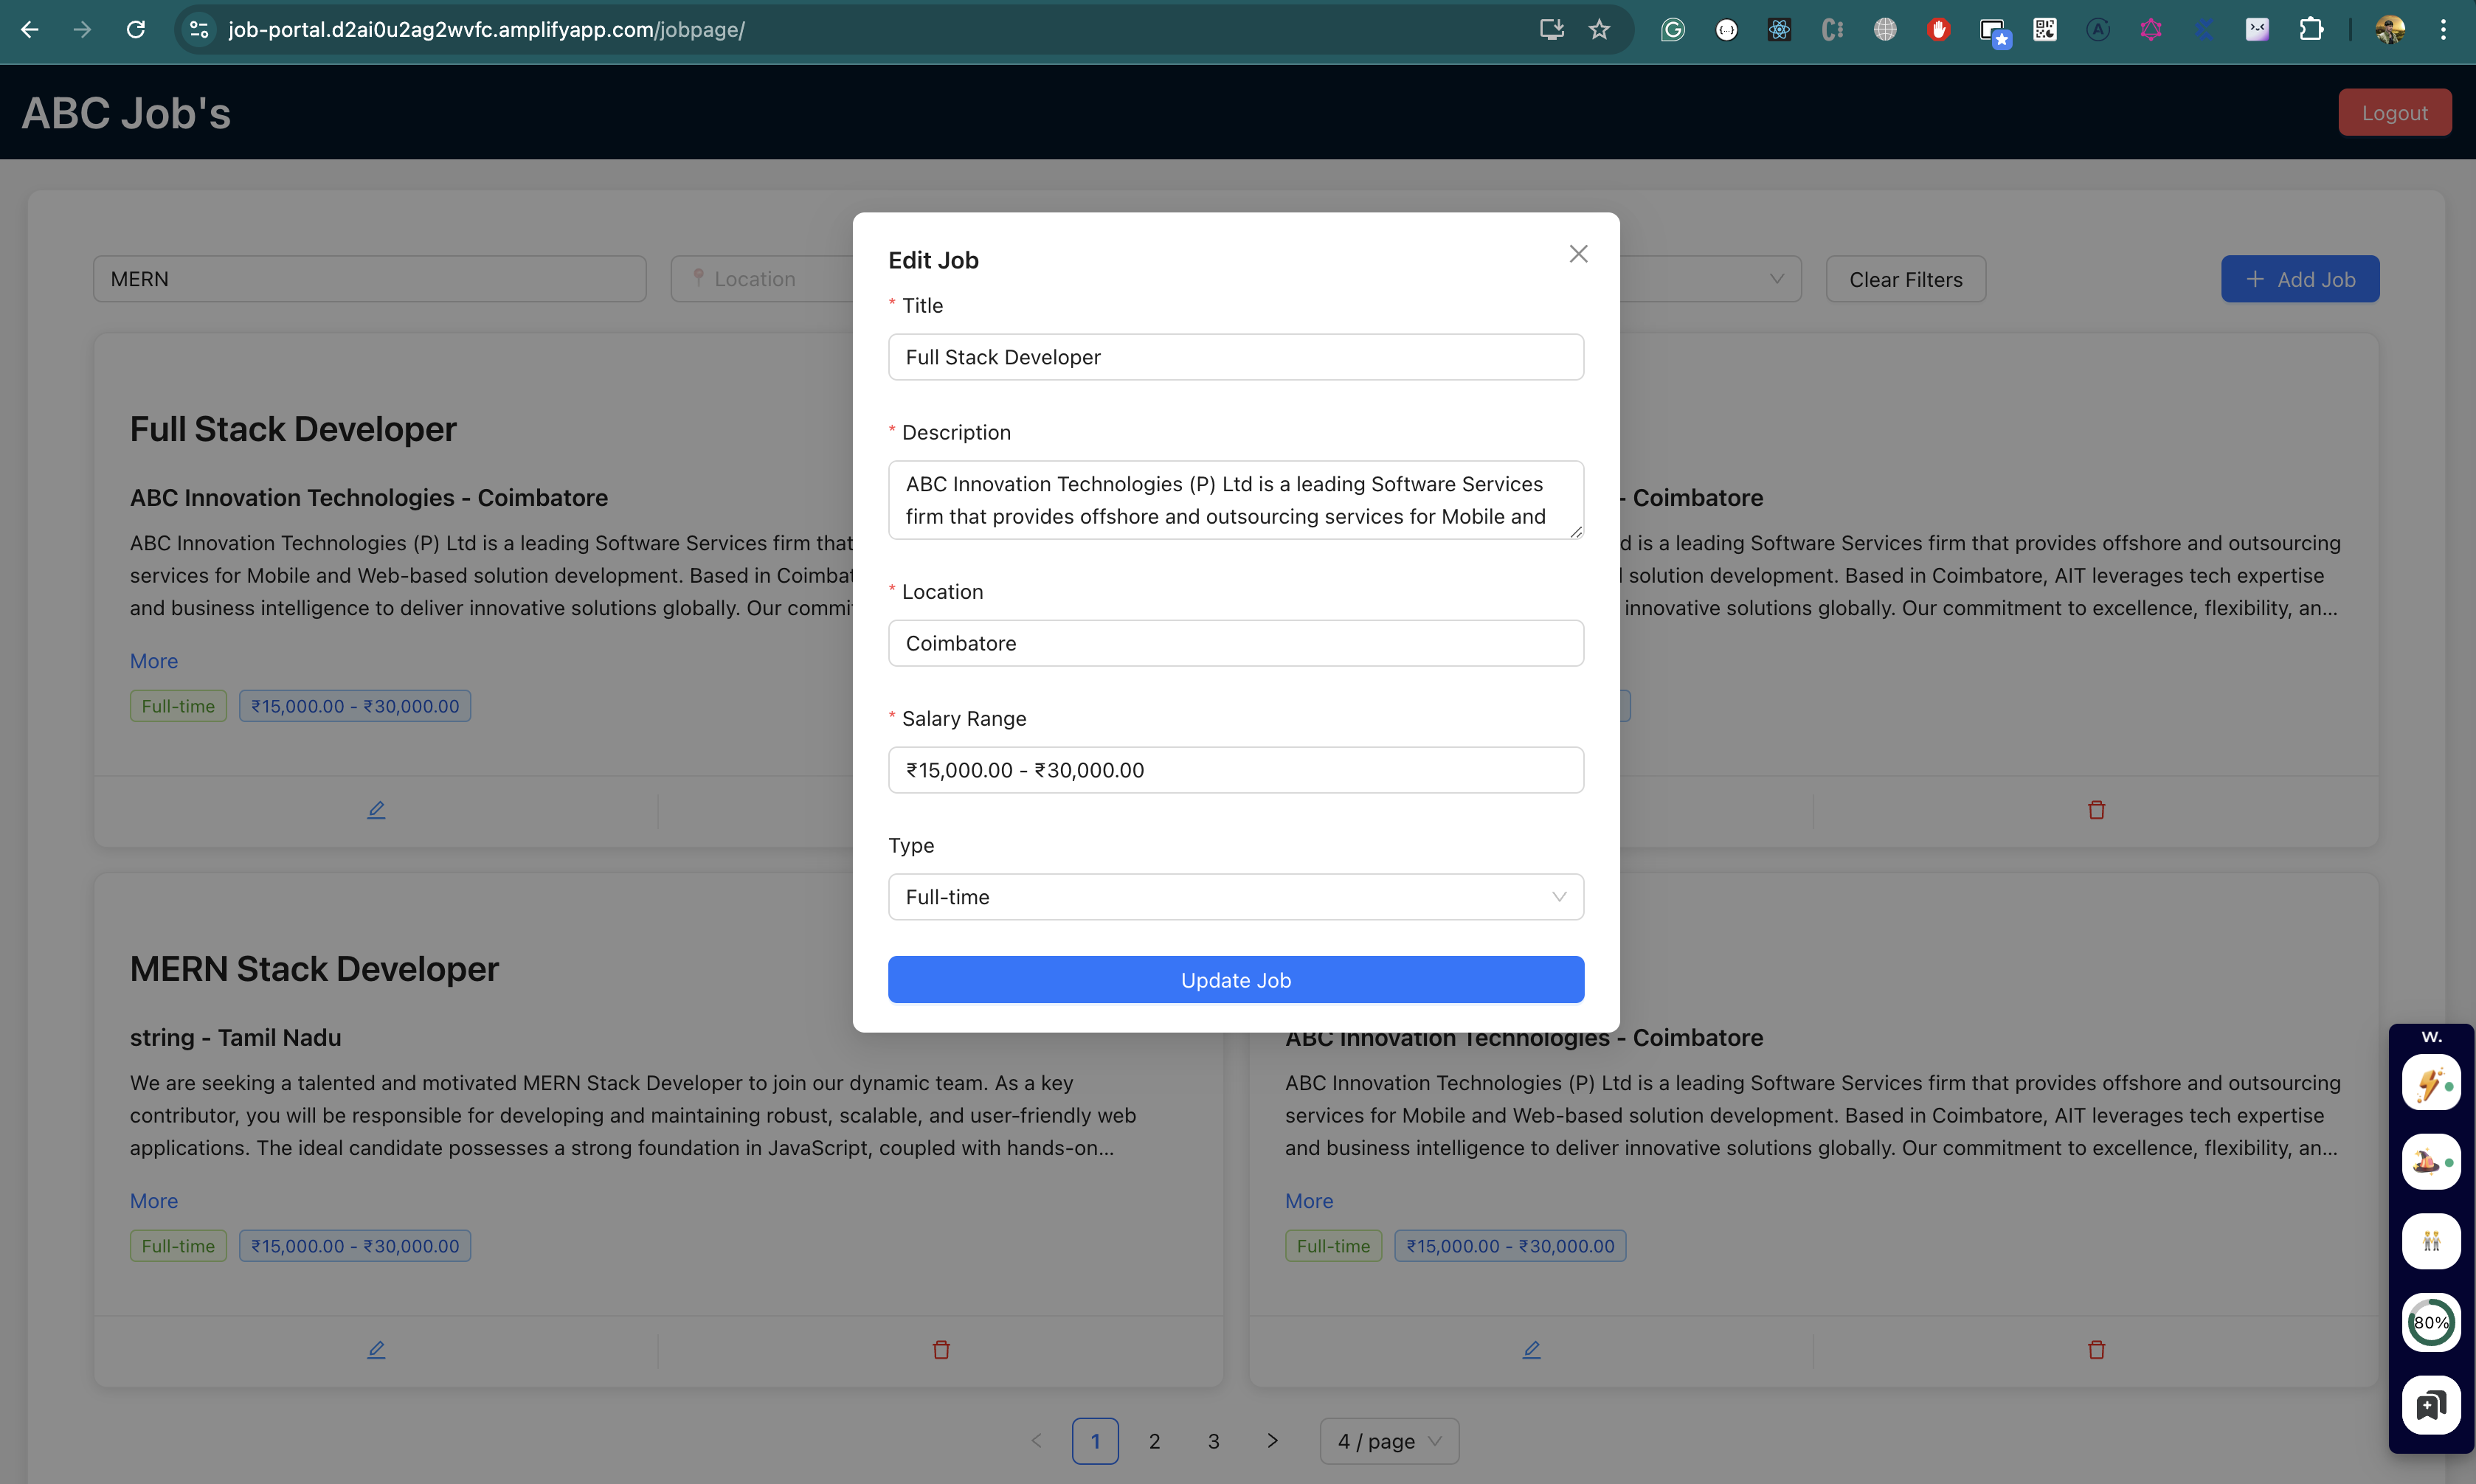 job-portal.d2ai0u2ag2wvfc.amplifyapp.com/jobpage/
ABC Job's
Logout
MERN
Location
Clear Filters
+ Add Job
Full Stack Developer
ABC Innovation Technologies - Coimbatore
ABC Innovation Technologies (P) Ltd is a leading Software Services firm that
services for Mobile and Web-based solution development. Based in Coimbat
and business intelligence to deliver innovative solutions globally. Our commi
More
Full-time
₹15,000.00 - ₹30,000.00
- Coimbatore
d is a leading Software Services firm that provides offshore and outsourcing
solution development. Based in Coimbatore, AIT leverages tech expertise
innovative solutions globally. Our commitment to excellence, flexibility, an...
Edit Job
* Title
Full Stack Developer
* Description
ABC Innovation Technologies (P) Ltd is a leading Software Services
firm that provides offshore and outsourcing services for Mobile and
* Location
Coimbatore
* Salary Range
₹15,000.00 - ₹30,000.00
Type
Full-time
Update Job
MERN Stack Developer
string - Tamil Nadu
We are seeking a talented and motivated MERN Stack Developer to join our dynamic team. As a key
contributor, you will be responsible for developing and maintaining robust, scalable, and user-friendly web
applications. The ideal candidate possesses a strong foundation in JavaScript, coupled with hands-on...
More
Full-time
₹15,000.00 - ₹30,000.00
ABC Innovation Technologies - Coimbatore
ABC Innovation Technologies (P) Ltd is a leading Software Services firm that provides offshore and outsourcing
services for Mobile and Web-based solution development. Based in Coimbatore, AIT leverages tech expertise
and business intelligence to deliver innovative solutions globally. Our commitment to excellence, flexibility, an...
More
Full-time
₹15,000.00 - ₹30,000.00
1
2
3
4 / page
W.
80%